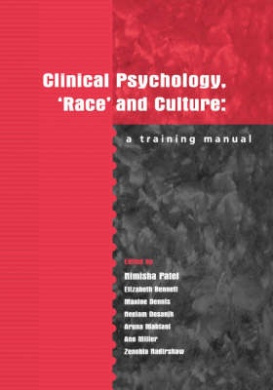 Clinical Psychology,
'Race' and Culture:
a training manual
Edited by
Nimisha Patel
Elizabeth Bennett
Maxine Dennis
Neelam Dosanjh
Aruna Mahtani
Ann Miller
Zenobia Nadirshaw